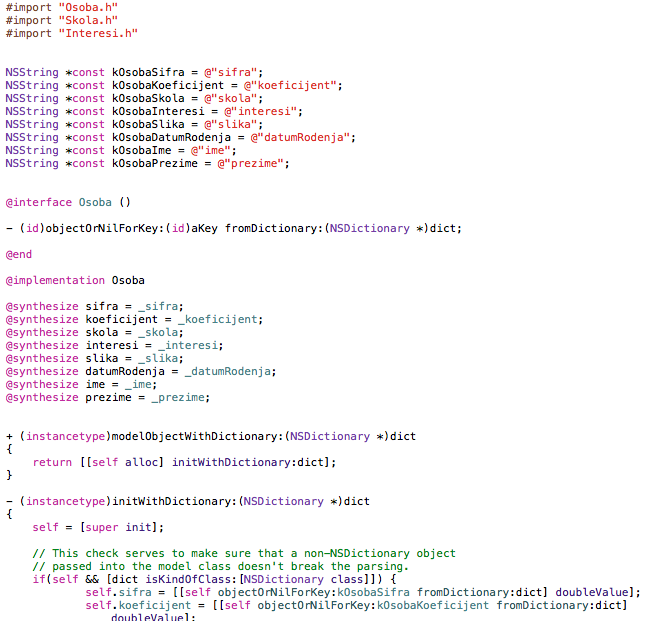 #import "Osoba.h"
#import "Skola.h"
#import "Interesi.h"
NSString *const kOsobaSifra = @"sifra";
NSString *const kOsobaKoeficijent = @"koeficijent";
NSString *const kOsobaSkola = @"skola";
NSString *const kOsobaInteresi = @"interesi";
NSString *const kOsobaSlika = @"slika";
NSString *const kOsobaDatumRodenja = @"datumRodenja";
NSString *const kOsobaIme = @"ime";
NSString *const kOsobaPrezime = @"prezime";
@interface Osoba ()
- (id)objectOrNilForKey:(id)aKey fromDictionary:(NSDictionary *)dict;
@end
@implementation Osoba
@synthesize sifra = _sifra;
@synthesize koeficijent = _koeficijent;
@synthesize skola = _skola;
@synthesize interesi = _interesi;
@synthesize slika = _slika;
@synthesize datumRodenja = _datumRodenja;
@synthesize ime = _ime;
@synthesize prezime = _prezime;
+ (instancetype)modelObjectWithDictionary:(NSDictionary *)dict
{
    return [[self alloc] initWithDictionary:dict];
}
- (instancetype)initWithDictionary:(NSDictionary *)dict
{
    self = [super init];
    // This check serves to make sure that a non-NSDictionary object
    // passed into the model class doesn't break the parsing.
    if(self && [dict isKindOfClass:[NSDictionary class]]) {
            self.sifra = [[self objectOrNilForKey:kOsobaSifra fromDictionary:dict] doubleValue];
            self.koeficijent = [[self objectOrNilForKey:kOsobaKoeficijent fromDictionary:dict]
                doubleValue];